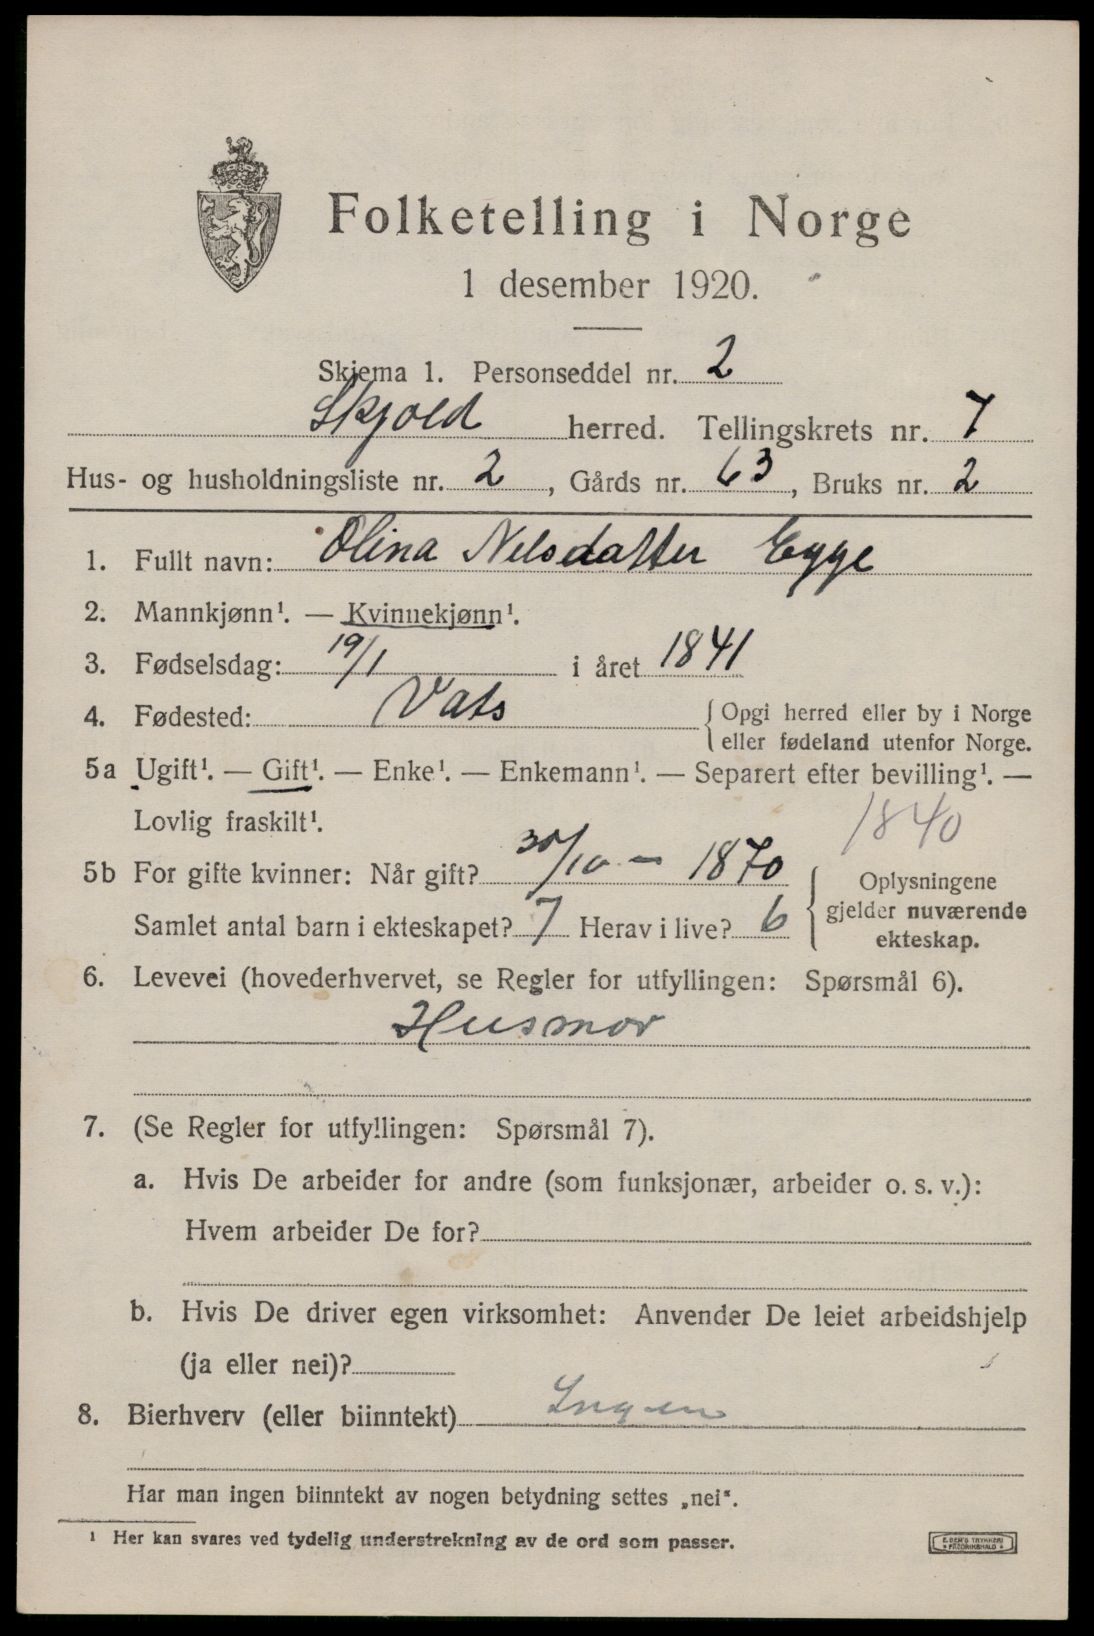 Folketelling i Norge
1 desember 1920.
Skjema 1. Personseddel nr. 2
Skjold herred. Tellingskrets nr. 7
Hus- og husholdningsliste nr. 2, Gårds nr. 63, Bruks nr. 2
1. Fullt navn: Olina Nelsdatter Egge
2. Mannkjønn¹. — Kvinnekjønn¹.
3. Fødselsdag: 19/1 i året 1841
4. Fødested: Vats { Opgi herred eller by i Norge
eller fødeland utenfor Norge.
5a Ugift¹. — Gift¹. — Enke¹. — Enkemann¹. — Separert efter bevilling¹. —
Lovlig fraskilt¹. 1840
5b For gifte kvinner: Når gift? 30/10 — 1870 { Oplysningene
gjelder nuværende
Samlet antal barn i ekteskapet? 7 Herav i live? 6
ekteskap.
6. Levevei (hovederhvervet, se Regler for utfyllingen: Spørsmål 6).
Husmor
7. (Se Regler for utfyllingen: Spørsmål 7).
a. Hvis De arbeider for andre (som funksjonær, arbeider o. s. v.):
Hvem arbeider De for?
b. Hvis De driver egen virksomhet: Anvender De leiet arbeidshjelp
(ja eller nei)?
8. Bierhverv (eller biinntekt) Ingen
Har man ingen biinntekt av nogen betydning settes „nei“.
¹ Her kan svares ved tydelig understrekning av de ord som passer.